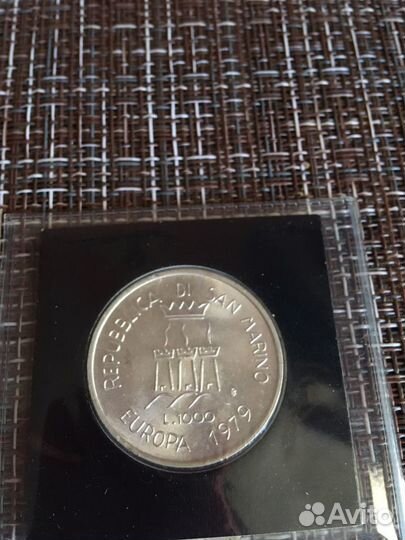 REPUBBLICA DI SAN MARINO
L.1000
EUROPA 1979
Avito